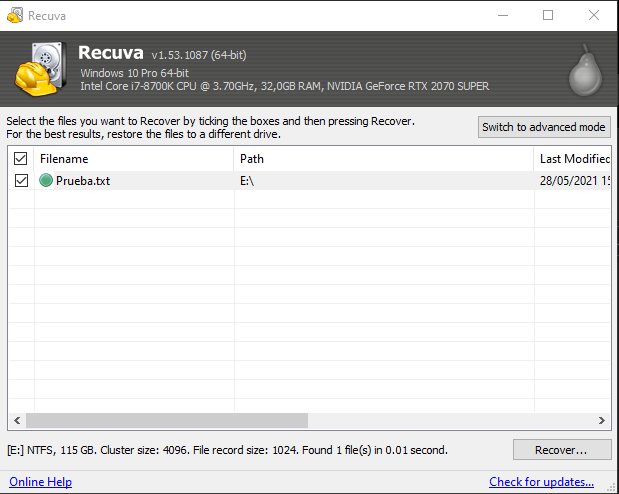 Recuva
Recuva v1.53.1087 (64-bit)
Windows 10 Pro 64-bit
Intel Core i7-8700K CPU @ 3.70GHz, 32,0GB RAM, NVIDIA GeForce RTX 2070 SUPER
Select the files you want to Recover by ticking the boxes and then pressing Recover.
For the best results, restore the files to a different drive.
Switch to advanced mode
Filename Path Last Modified
Prueba.txt E:\ 28/05/2021 15
[E:] NTFS, 115 GB. Cluster size: 4096. File record size: 1024. Found 1 file(s) in 0.01 second.
Recover...
Online Help Check for updates...